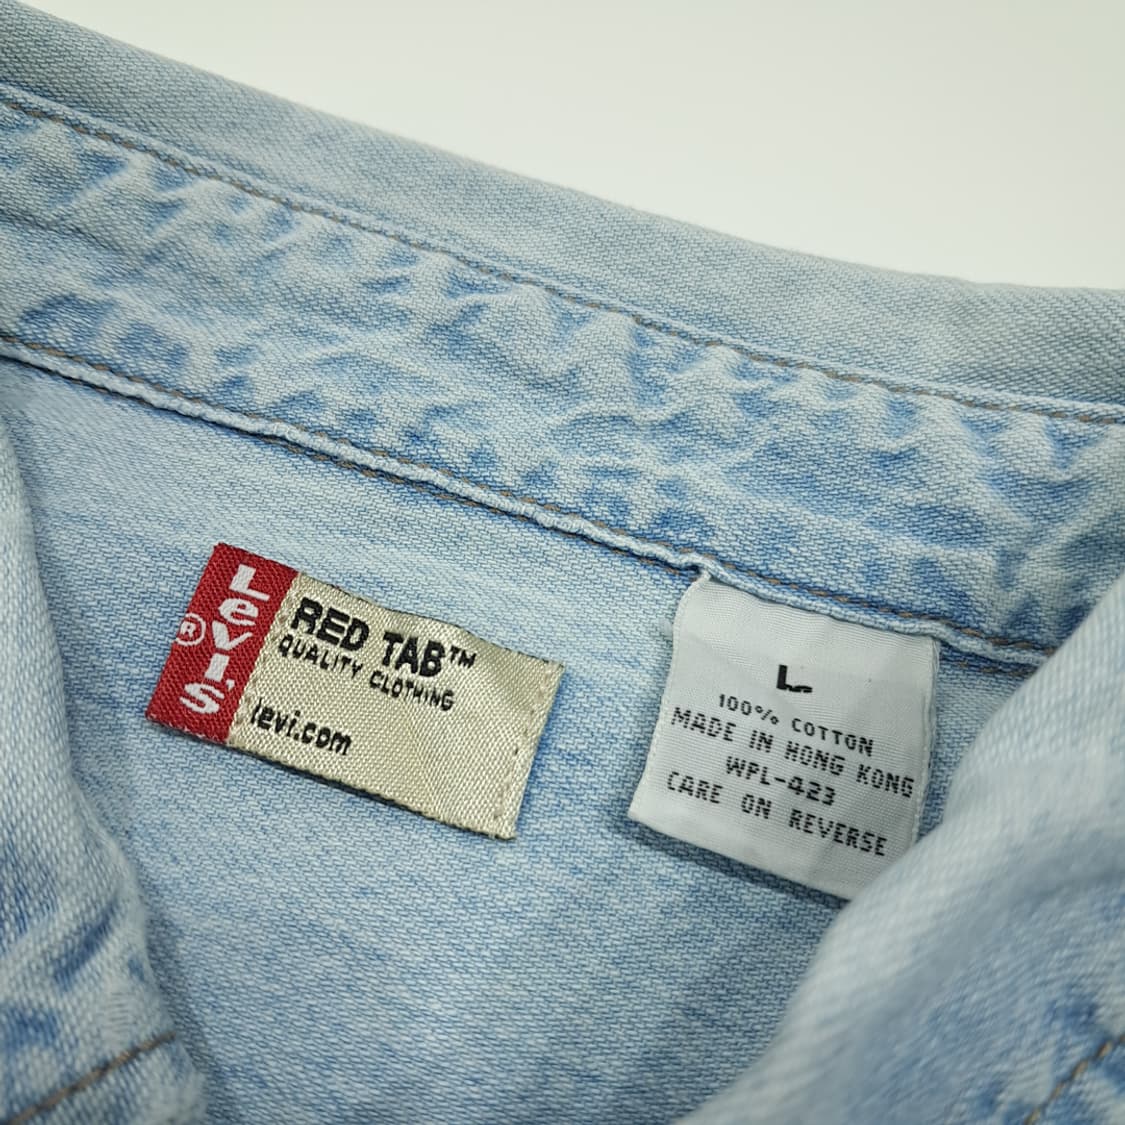 Levi's
®
RED TAB™
QUALITY CLOTHING
levi.com
L
100% COTTON
MADE IN HONG KONG
WPL-423
CARE ON REVERSE